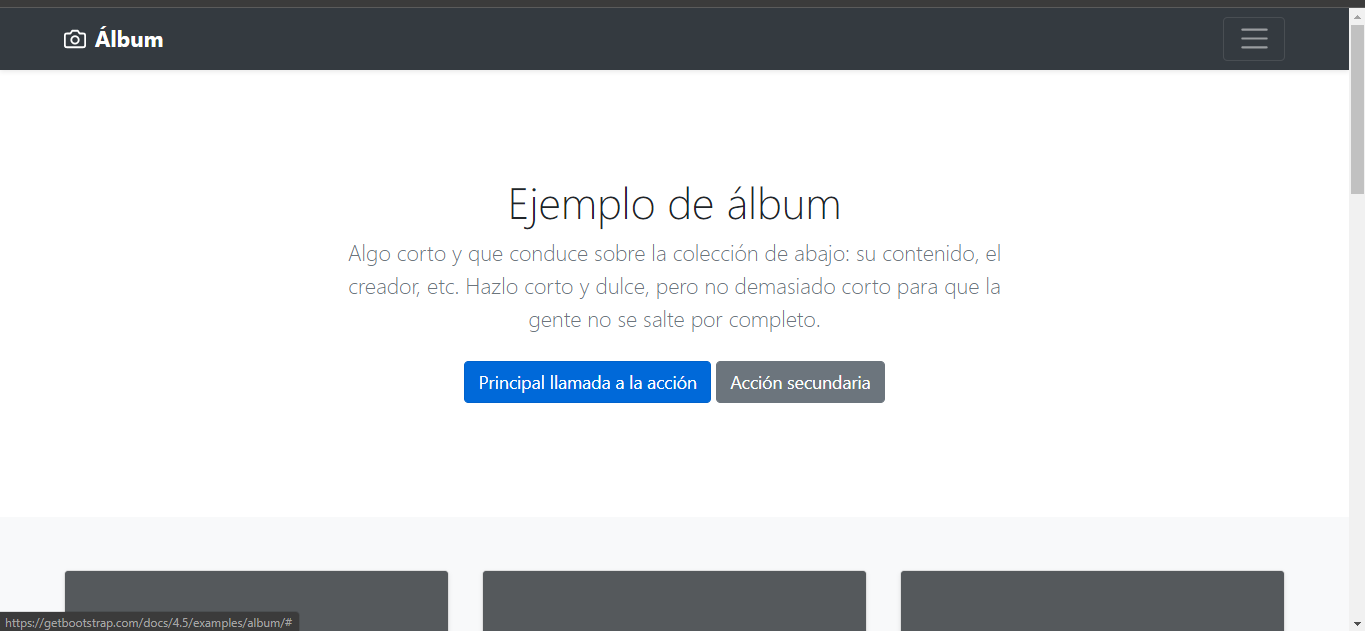 Álbum
Ejemplo de álbum
Algo corto y que conduce sobre la colección de abajo: su contenido, el
creador, etc. Hazlo corto y dulce, pero no demasiado corto para que la
gente no se salte por completo.
Principal llamada a la acción
Acción secundaria
https://getbootstrap.com/docs/4.5/examples/album/#